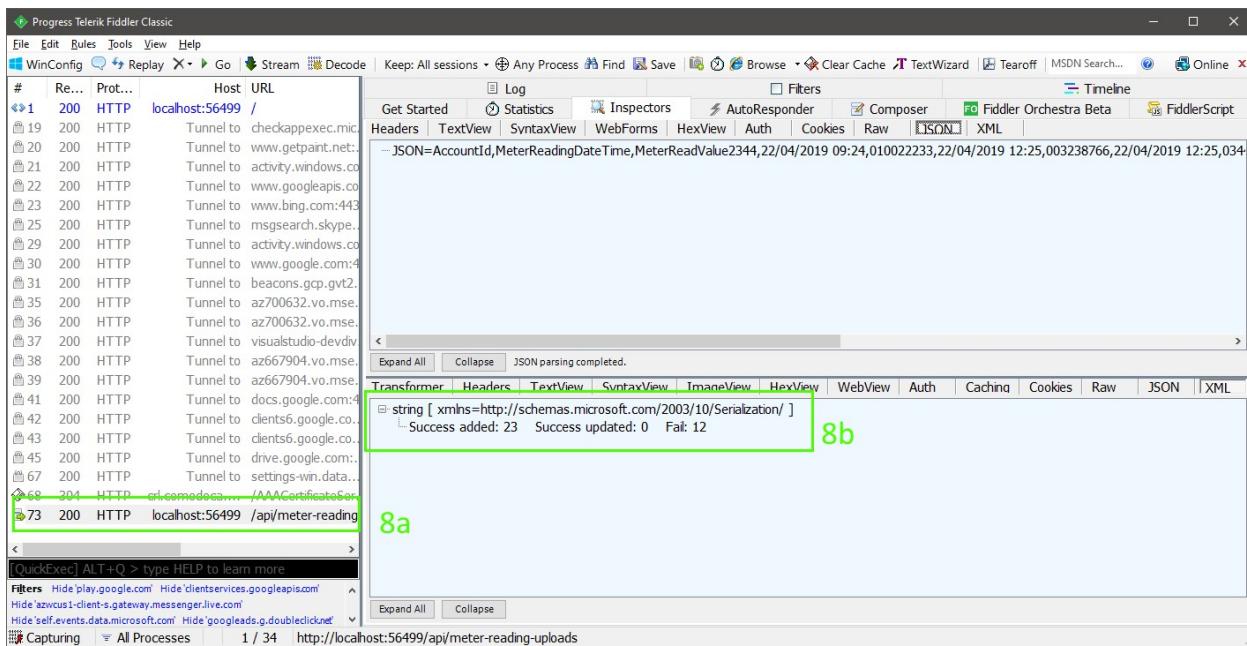 Progress Telerik Fiddler Classic
File Edit Rules Tools View Help
WinConfig Replay X Go Stream Decode Keep: All sessions Any Process Find Save Browse Clear Cache TextWizard Tearoff MSDN Search... Online X
# Re... Prot... Host URL
1 200 HTTP localhost:56499 /
19 200 HTTP Tunnel to checkappexec.mic.
20 200 HTTP Tunnel to www.getpaint.net:.
21 200 HTTP Tunnel to activity.windows.co
22 200 HTTP Tunnel to www.googleapis.co
23 200 HTTP Tunnel to www.bing.com:443
25 200 HTTP Tunnel to msgsearch.skype..
29 200 HTTP Tunnel to activity.windows.co
30 200 HTTP Tunnel to www.google.com:4
31 200 HTTP Tunnel to beacons.gcp.gvt2.
35 200 HTTP Tunnel to az700632.vo.mse.
36 200 HTTP Tunnel to az700632.vo.mse.
37 200 HTTP Tunnel to visualstudio-devdiv
38 200 HTTP Tunnel to az667904.vo.mse.
39 200 HTTP Tunnel to az667904.vo.mse.
41 200 HTTP Tunnel to docs.google.com:4
42 200 HTTP Tunnel to clients6.google.co..
43 200 HTTP Tunnel to clients6.google.co..
45 200 HTTP Tunnel to drive.google.com:.
67 200 HTTP Tunnel to settings-win.data...
68 304 HTTP crl.comodoca.... /AAACertificateSer
73 200 HTTP localhost:56499 /api/meter-reading
8a
[QuickExec] ALT+Q > type HELP to learn more
Filters Hide 'play.google.com' Hide 'clientservices.googleapis.com'
Hide 'azwcus1-client-s.gateway.messenger.live.com'
Hide 'self.events.data.microsoft.com' Hide 'googleads.g.doubleclick.net'
Log Filters Timeline
Get Started Statistics Inspectors AutoResponder Composer FO Fiddler Orchestra Beta FiddlerScript
Headers TextView SyntaxView WebForms HexView Auth Cookies Raw JSON XML
JSON=AccountId,MeterReadingDateTime,MeterReadValue2344,22/04/2019 09:24,010022233,22/04/2019 12:25,003238766,22/04/2019 12:25,034
Expand All Collapse JSON parsing completed.
Transformer Headers TextView SyntaxView ImageView HexView WebView Auth Caching Cookies Raw JSON XML
string [ xmlns=http://schemas.microsoft.com/2003/10/Serialization/ ]
Success added: 23 Success updated: 0 Fail: 12
8b
Expand All Collapse
Capturing All Processes 1 / 34 http://localhost:56499/api/meter-reading-uploads